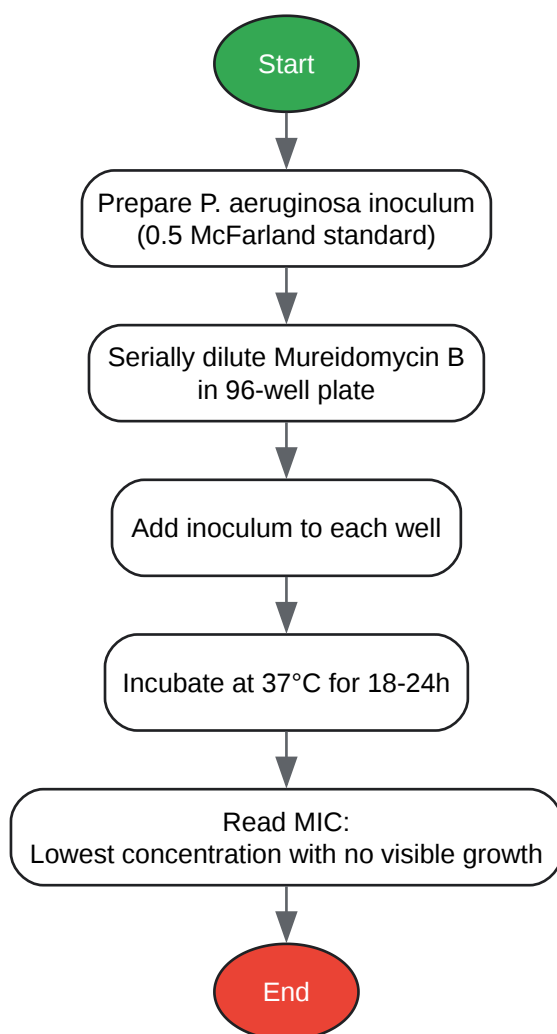 Start
Prepare P. aeruginosa inoculum
(0.5 McFarland standard)
Serially dilute Mureidomycin B
in 96-well plate
Add inoculum to each well
Incubate at 37°C for 18-24h
Read MIC:
Lowest concentration with no visible growth
End